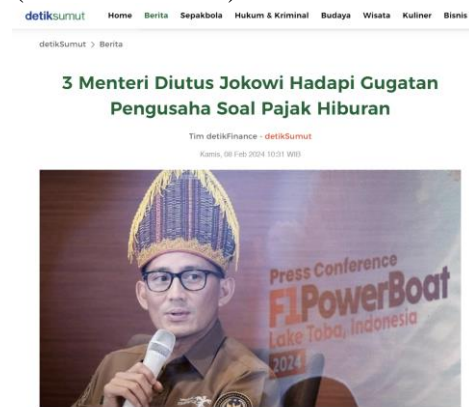 detiksumut Home Berita Sepakbola Hukum & Kriminal Budaya Wisata Kuliner Bisnis
detikSumut > Berita
3 Menteri Diutus Jokowi Hadapi Gugatan
Pengusaha Soal Pajak Hiburan
Tim detikFinance - detikSumut
Kamis, 08 Feb 2024 10:31 WIB
Press Conference
F1PowerBoat
Lake Toba, Indonesia
2024